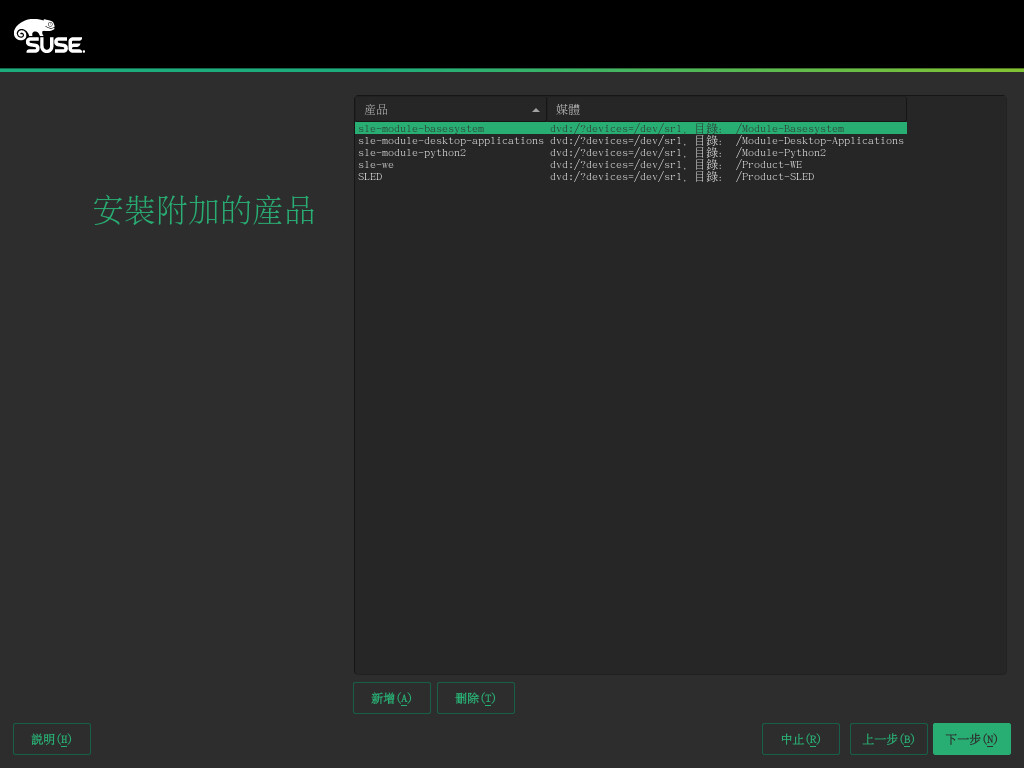 SUSE.
產品 媒體
sle-module-basesystem dvd:/?devices=/dev/sr1, 目錄： /Module-Basesystem
sle-module-desktop-applications dvd:/?devices=/dev/sr1, 目錄： /Module-Desktop-Applications
sle-module-python2 dvd:/?devices=/dev/sr1, 目錄： /Module-Python2
sle-we dvd:/?devices=/dev/sr1, 目錄： /Product-WE
SLED dvd:/?devices=/dev/sr1, 目錄： /Product-SLED
安裝附加的產品
新增(A) 刪除(T)
說明(H) 中止(R) 上一步(B) 下一步(N)